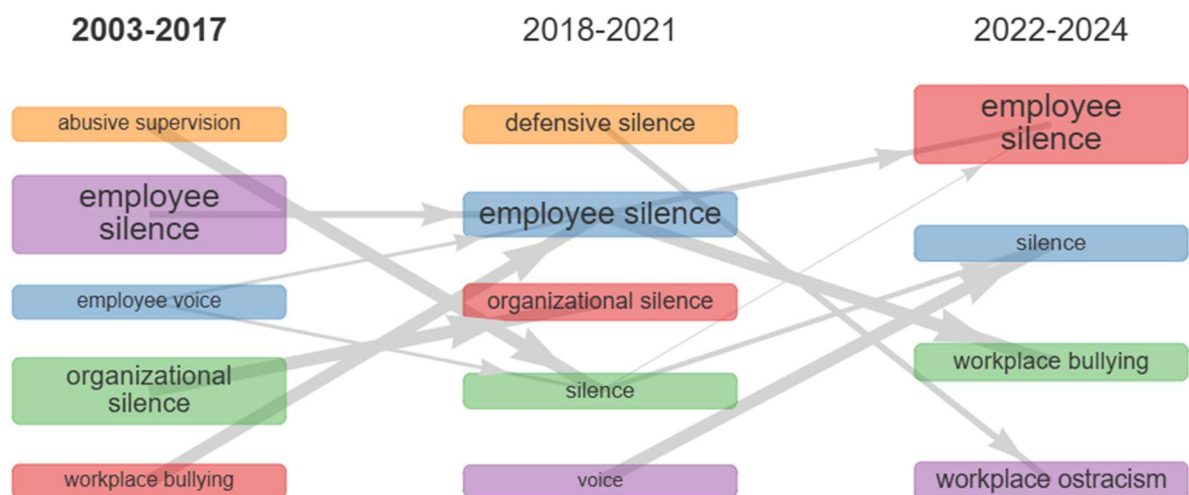 2003-2017
2018-2021
2022-2024
abusive supervision
employee
silence
employee voice
organizational
silence
workplace bullying
defensive silence
employee silence
organizational silence
silence
voice
employee
silence
silence
workplace bullying
workplace ostracism